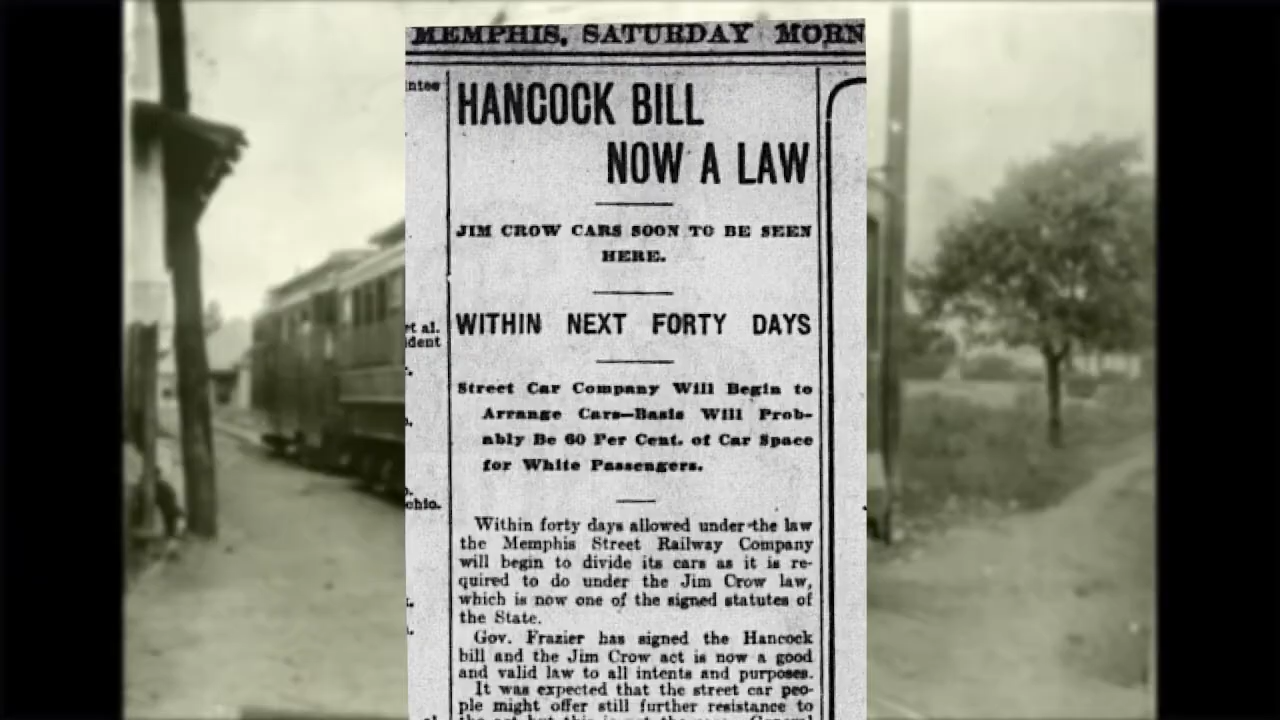 MEMPHIS, SATURDAY MORN
ntee
HANCOCK BILL
NOW A LAW
JIM CROW CARS SOON TO BE SEEN
HERE.
WITHIN NEXT FORTY DAYS
et al.
ident
Street Car Company Will Begin to
Arrange Cars—Basis Will Prob-
ably Be 60 Per Cent. of Car Space
for White Passengers.
ohio.
Within forty days allowed under the law
the Memphis Street Railway Company
will begin to divide its cars as it is re-
quired to do under the Jim Crow law,
which is now one of the signed statutes of
the State.
Gov. Frazier has signed the Hancock
bill and the Jim Crow act is now a good
and valid law to all intents and purposes.
It was expected that the street car peo-
ple might offer still further resistance to